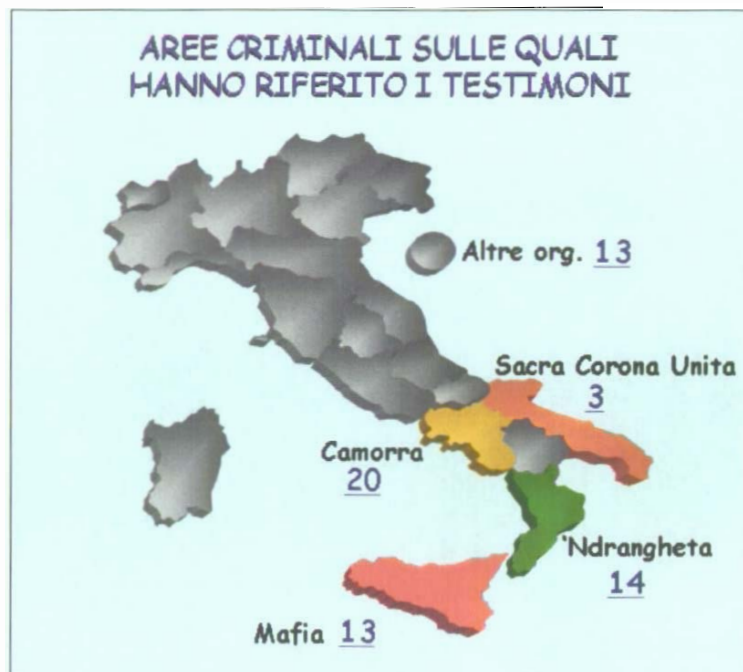 AREE CRIMINALI SULLE QUALI
HANNO RIFERITO I TESTIMONI
Altre org. 13
Sacra Corona Unita
3
Camorra
20
'Ndrangheta
14
Mafia 13